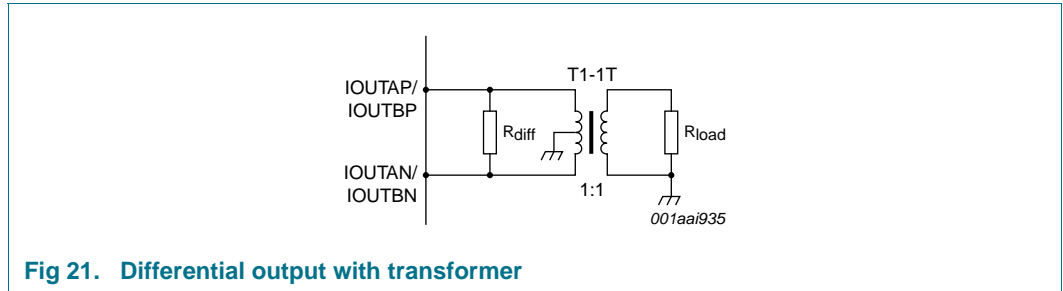 T1-1T
IOUTAP/
IOUTBP
Rdiff
Rload
IOUTAN/
IOUTBN
1:1
001aai935
Fig 21. Differential output with transformer